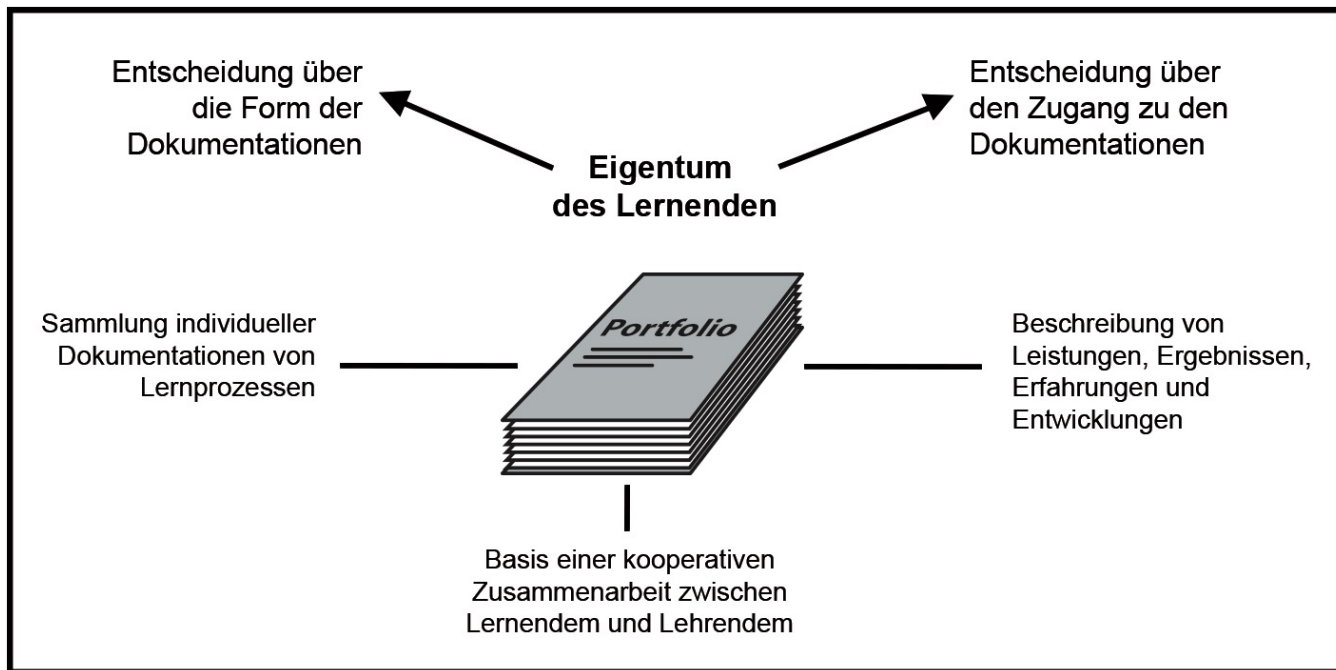 Entscheidung über
die Form der
Dokumentationen
Entscheidung über
den Zugang zu den
Dokumentationen
Eigentum
des Lernenden
Portfolio
Sammlung individueller
Dokumentationen von
Lernprozessen
Beschreibung von
Leistungen, Ergebnissen,
Erfahrungen und
Entwicklungen
Basis einer kooperativen
Zusammenarbeit zwischen
Lernendem und Lehrendem